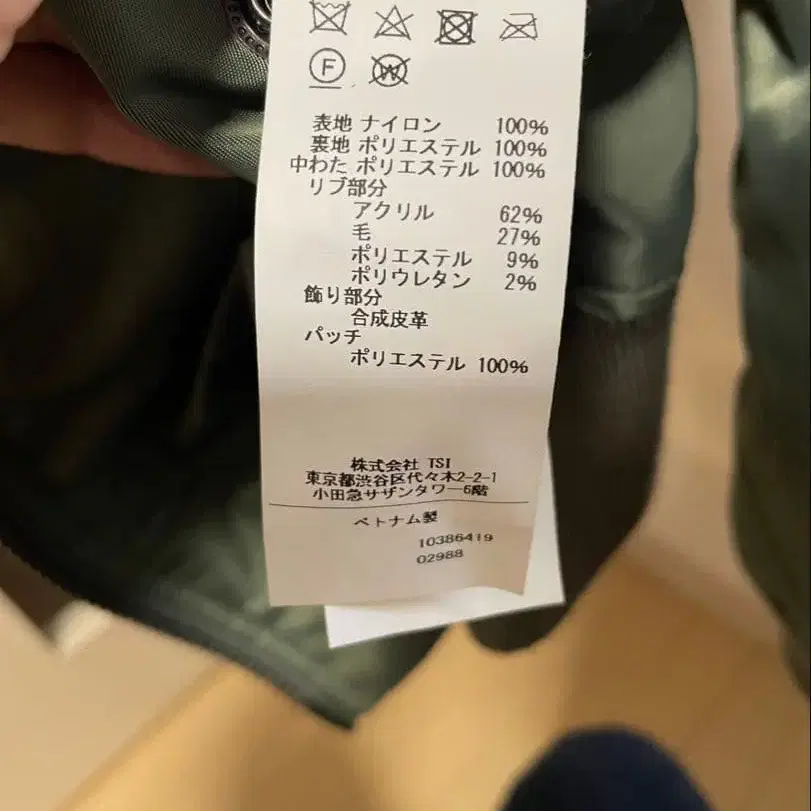 F W
表地 ナイロン 100%
裏地 ポリエステル 100%
中わた ポリエステル 100%
リブ部分
アクリル 62%
毛 27%
ポリエステル 9%
ポリウレタン 2%
飾り部分
合成皮革
パッチ
ポリエステル 100%
株式会社 TSI
東京都渋谷区代々木2-2-1
小田急サザンタワー6階
ベトナム製
10386419
02988